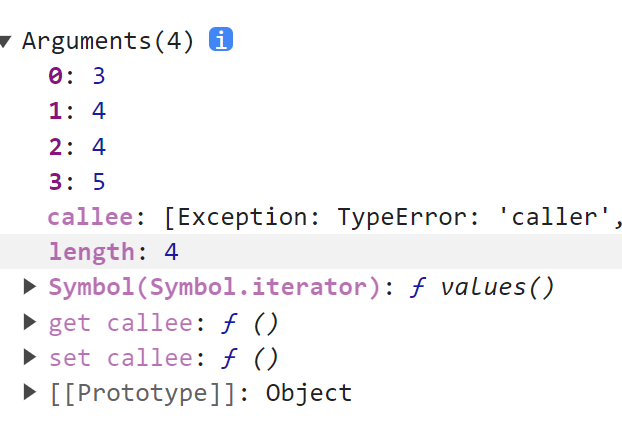 Arguments(4) i
0: 3
1: 4
2: 4
3: 5
callee: [Exception: TypeError: 'caller',
length: 4
Symbol(Symbol.iterator): ƒ values()
get callee: ƒ ()
set callee: ƒ ()
[[Prototype]]: Object